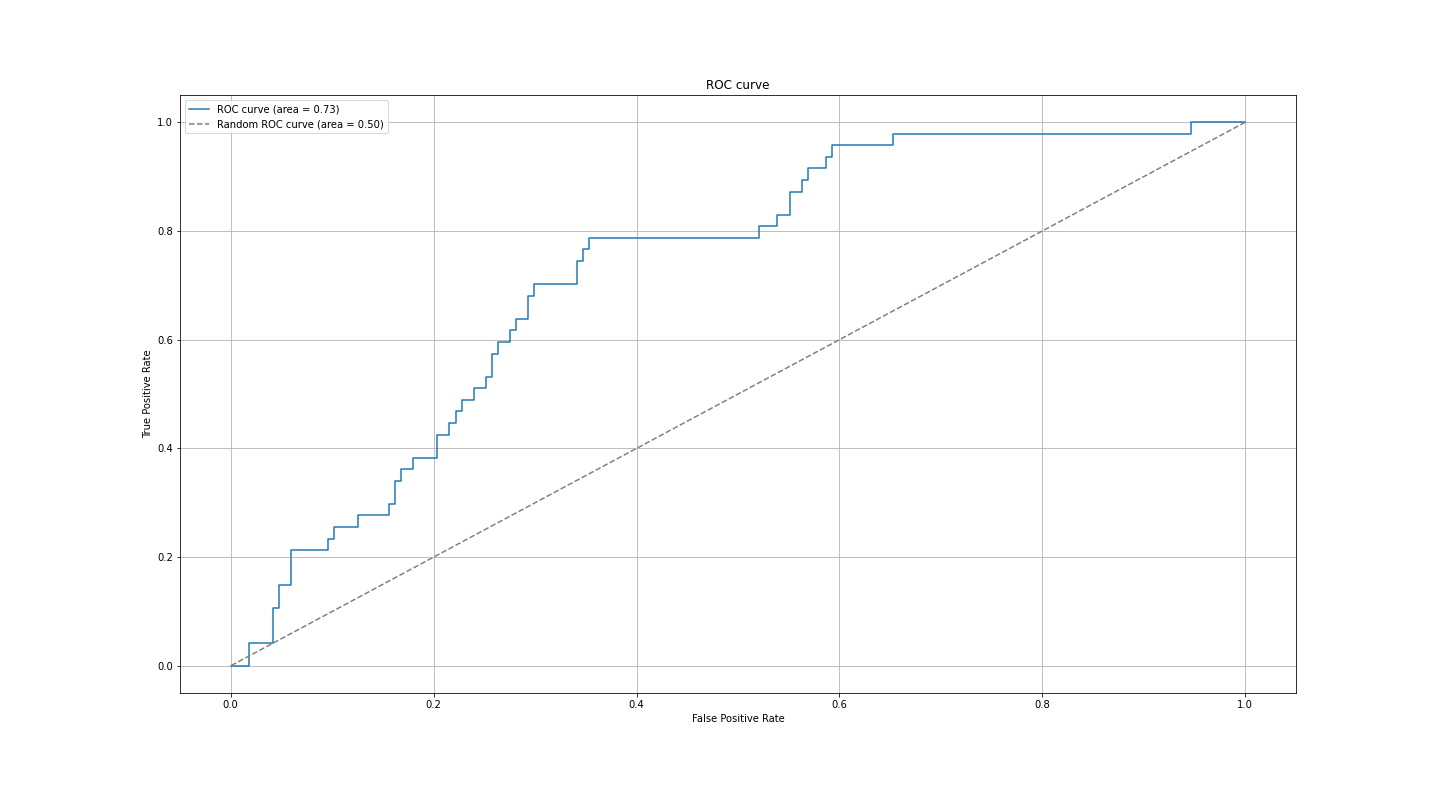 ROC curve
ROC curve (area = 0.73)
Random ROC curve (area = 0.50)
1.0
0.8
0.6
0.4
0.2
0.0
True Positive Rate
0.0 0.2 0.4 0.6 0.8 1.0
False Positive Rate